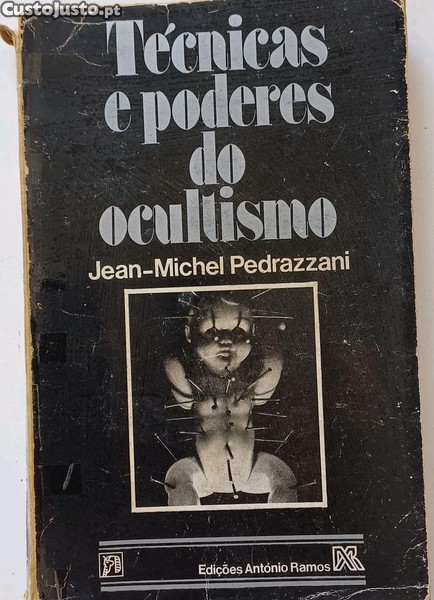 CustoJusto.pt
Técnicas
e poderes
do
ocultismo
Jean-Michel Pedrazzani
Edições António Ramos